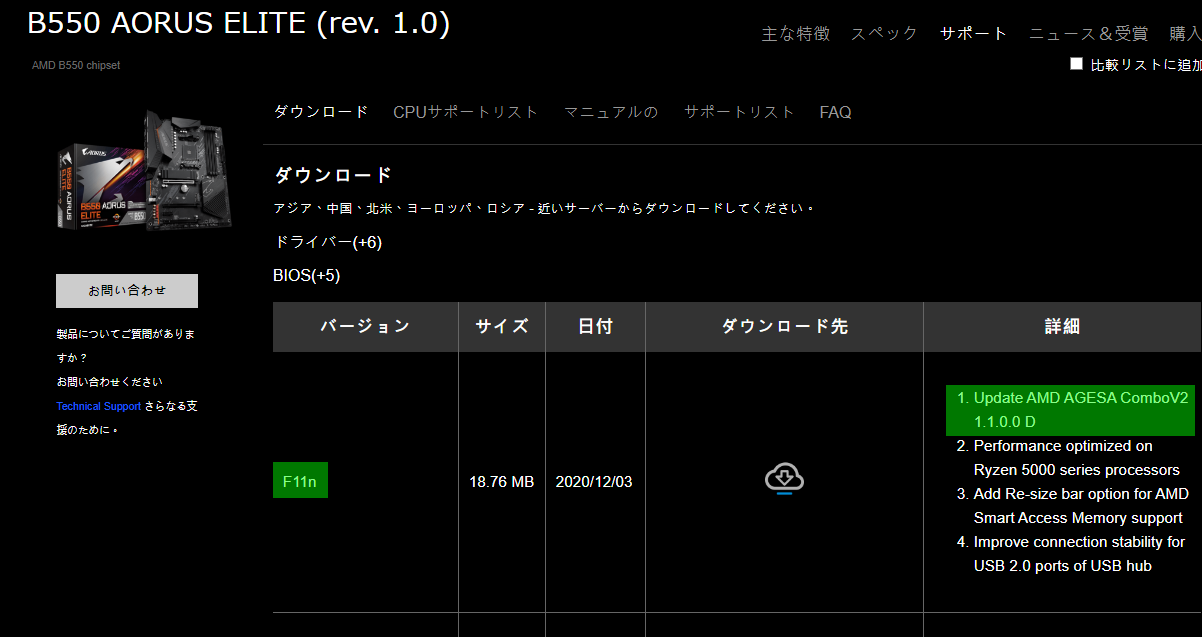 B550 AORUS ELITE (rev. 1.0)
主な特徴 スペック サポート ニュース＆受賞 購入
AMD B550 chipset
比較リストに追加
ダウンロード CPUサポートリスト マニュアルの サポートリスト FAQ
ダウンロード
アジア、中国、北米、ヨーロッパ、ロシア - 近いサーバーからダウンロードしてください。
ドライバー(+6)
BIOS(+5)
AORUS
B550 AORUS ELITE
B550 AORUS
ELITE
B550
お問い合わせ
製品についてご質問がありま
すか？
お問い合わせください
Technical Support さらなる支
援のために。
バージョン サイズ 日付 ダウンロード先 詳細
F11n 18.76 MB 2020/12/03
1. Update AMD AGESA ComboV2
1.1.0.0 D
2. Performance optimized on
Ryzen 5000 series processors
3. Add Re-size bar option for AMD
Smart Access Memory support
4. Improve connection stability for
USB 2.0 ports of USB hub